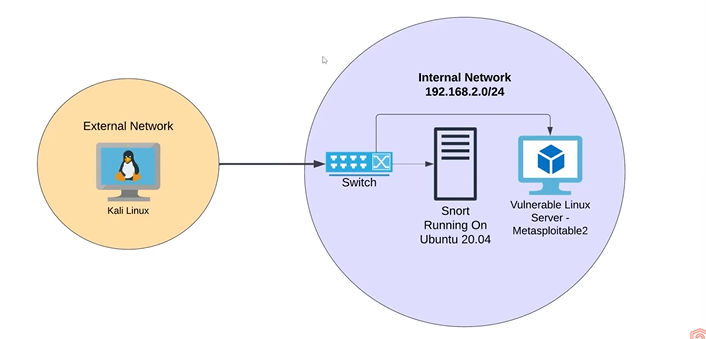 External Network
Kali Linux
Internal Network
192.168.2.0/24
Switch
Snort
Running On
Ubuntu 20.04
Vulnerable Linux
Server -
Metasploitable2